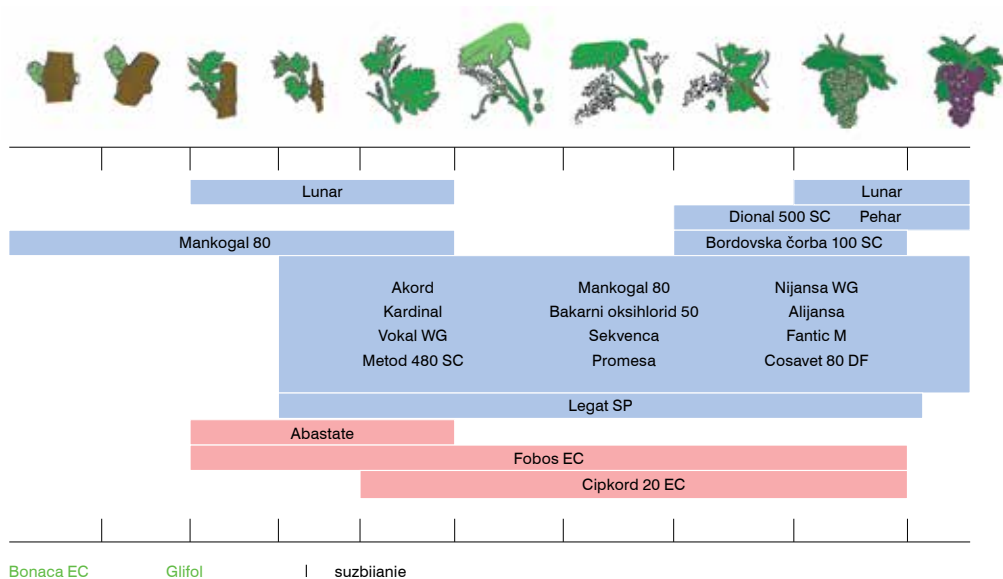 Lunar Lunar
Dional 500 SC Pehar
Mankogal 80 Bordovska čorba 100 SC
Akord Mankogal 80 Nijansa WG
Kardinal Bakarni oksihlorid 50 Alijansa
Vokal WG Sekvenca Fantic M
Metod 480 SC Promesa Cosavet 80 DF
Legat SP
Abastate
Fobos EC
Cipkord 20 EC
Bonaca EC Glifol | suzbijanje